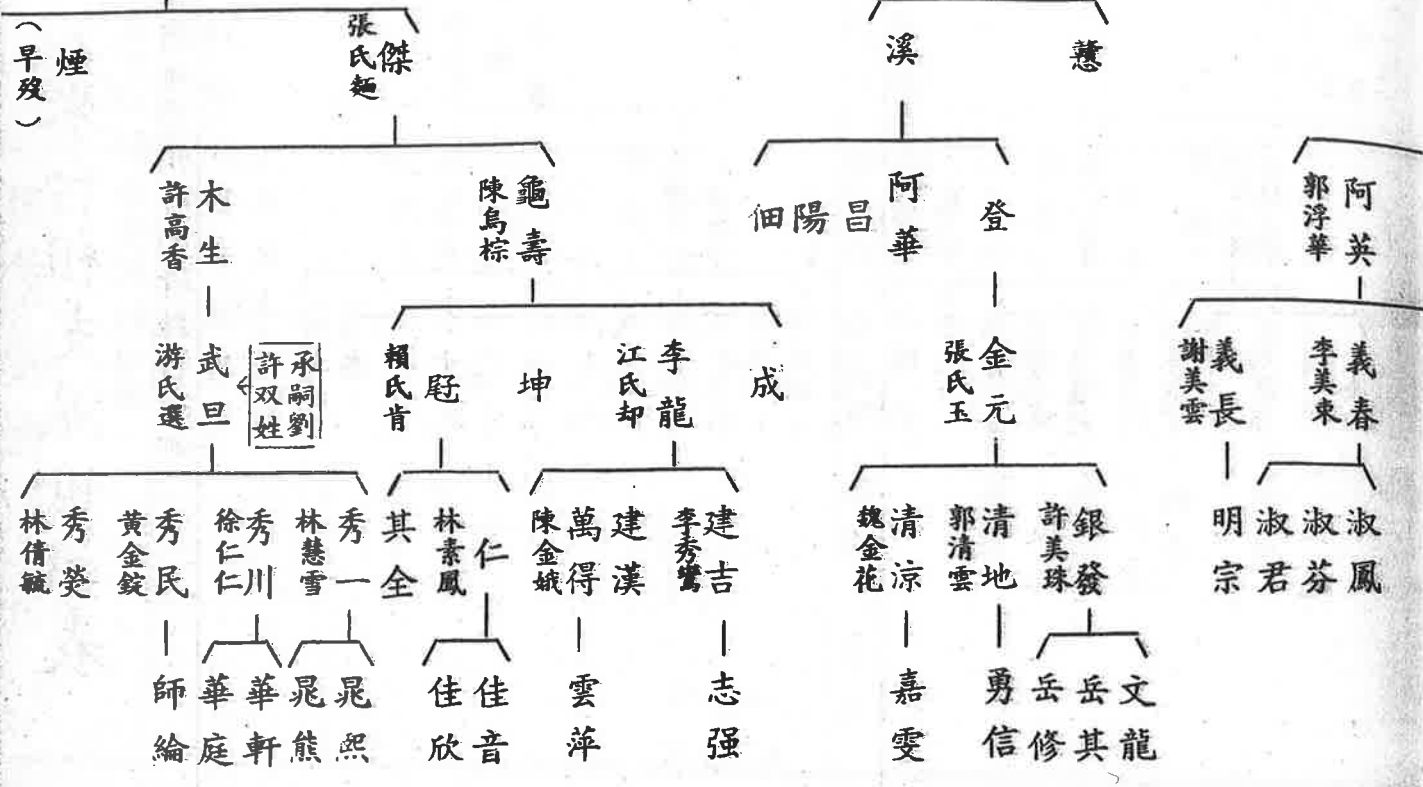 憨
溪
傑
張氏麵
煙
（早歿）
阿英
郭浮華
登
阿華
昌
陽
佃
龜壽
陳烏棕
木生
許高香
義春
李美東
義長
謝美雲
金元
張氏玉
成
李龍
江氏却
坤
賴氏肯
承嗣劉
許双姓
武旦
游氏選
淑鳳
淑芬
淑君
明宗
銀發
許美珠
清地
郭清雲
清涼
魏金花
建吉
李秀鸞
建漢
萬得
陳金娥
仁
林素鳳
其全
秀一
林慧雪
秀川
徐仁仁
秀民
黃金錠
秀熒
林倩毓
文龍
岳其
岳修
勇信
嘉雯
志强
雲萍
佳音
佳欣
晁熙
晁熊
華軒
華庭
師綸